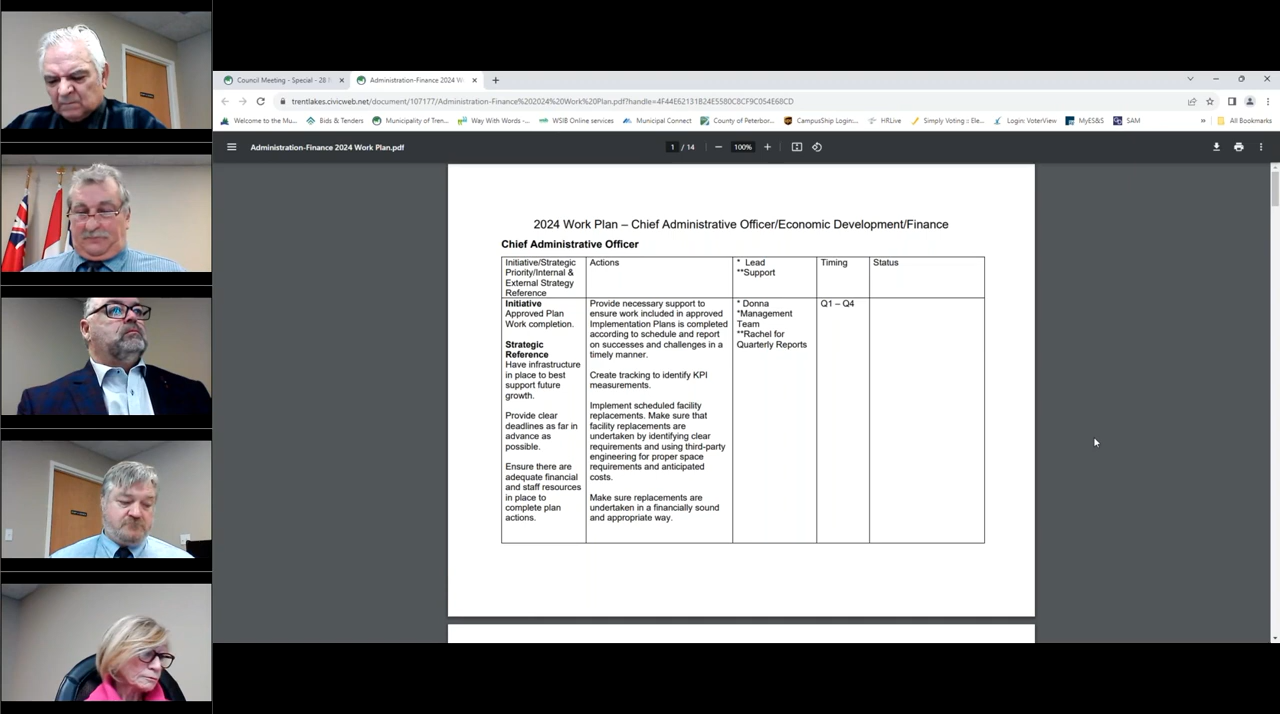 Council Meeting - Special - 28
Administration-Finance 2024 W
trentlakes.civicweb.net/document/107177/Administration-Finance%202024%20Work%20Plan.pdf?handle=4F44E62131B24E5580C8CF9C054E68CD
Welcome to the Mu...
Bids & Tenders
Municipality of Tren...
Way With Words -...
WSIB Online services
Municipal Connect
County of Peterbor...
CampusShip Login:...
HRLive
Simply Voting :: Ele...
Login: VoterView
MyES&S
SAM
»
All Bookmarks
Administration-Finance 2024 Work Plan.pdf
1 / 14
100%
2024 Work Plan – Chief Administrative Officer/Economic Development/Finance
Chief Administrative Officer
Initiative/Strategic
Priority/Internal &
External Strategy
Reference
Actions
* Lead
**Support
Timing
Status
Initiative
Approved Plan
Work completion.
Strategic
Reference
Have infrastructure
in place to best
support future
growth.
Provide clear
deadlines as far in
advance as
possible.
Ensure there are
adequate financial
and staff resources
in place to
complete plan
actions.
Provide necessary support to
ensure work included in approved
Implementation Plans is completed
according to schedule and report
on successes and challenges in a
timely manner.
Create tracking to identify KPI
measurements.
Implement scheduled facility
replacements. Make sure that
facility replacements are
undertaken by identifying clear
requirements and using third-party
engineering for proper space
requirements and anticipated
costs.
Make sure replacements are
undertaken in a financially sound
and appropriate way.
* Donna
*Management
Team
**Rachel for
Quarterly Reports
Q1 – Q4